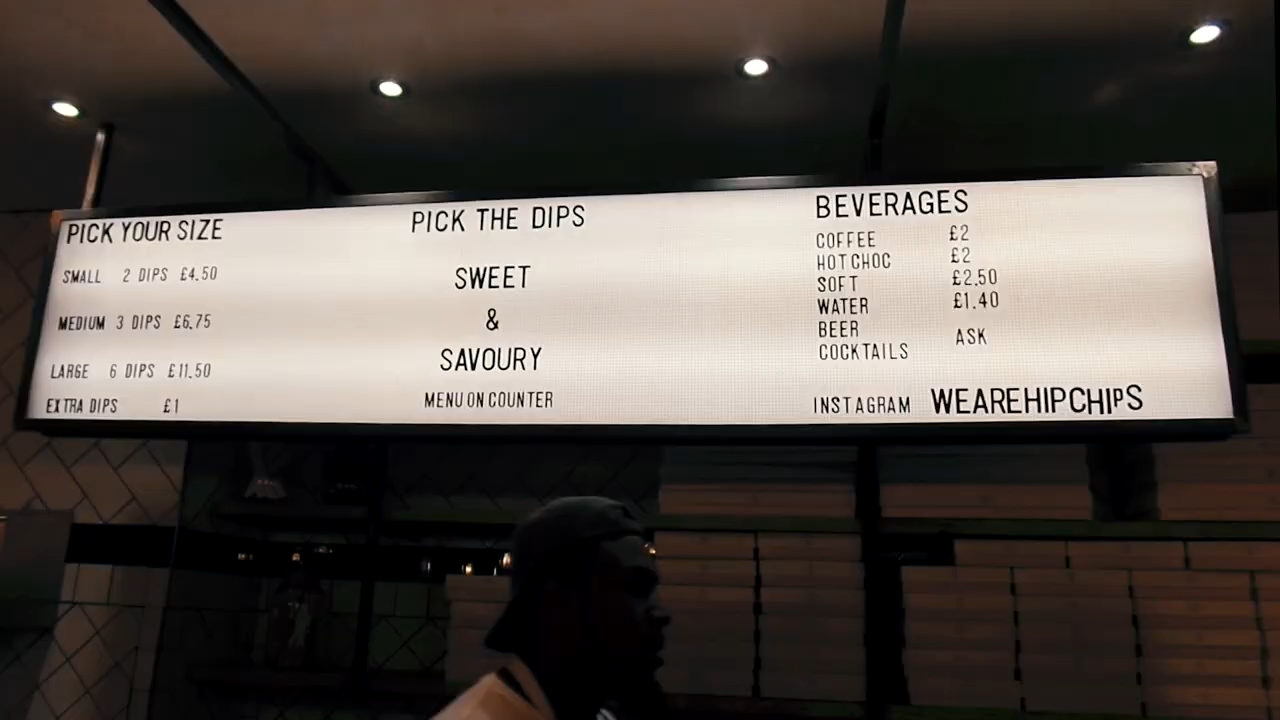 PICK YOUR SIZE
SMALL 2 DIPS £4.50
MEDIUM 3 DIPS £6.75
LARGE 6 DIPS £11.50
EXTRA DIPS £1
PICK THE DIPS
SWEET
&
SAVOURY
MENU ON COUNTER
BEVERAGES
COFFEE £2
HOT CHOC £2
SOFT £2.50
WATER £1.40
BEER
ASK
COCKTAILS
INSTAGRAM WEAREHIPCHIPS